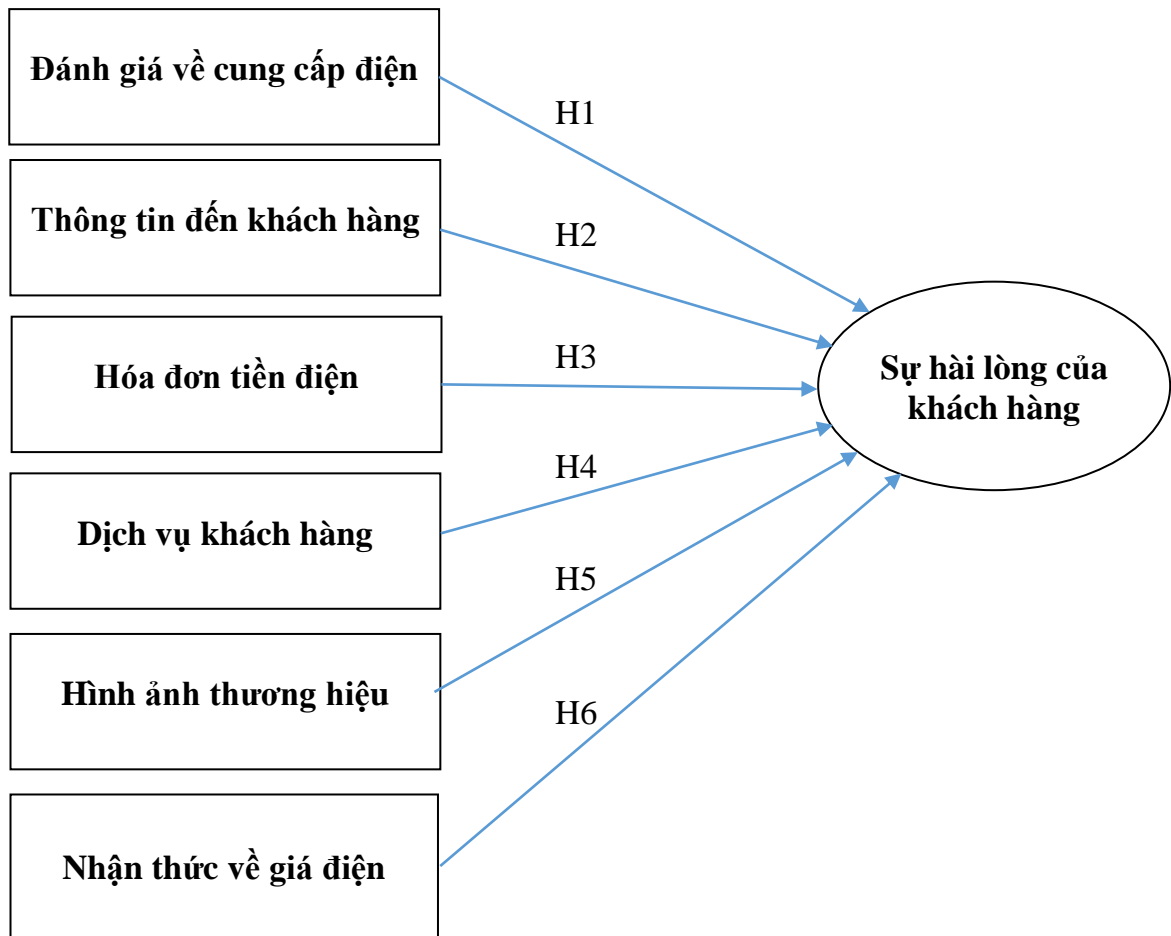 Đánh giá về cung cấp điện
H1
Thông tin đến khách hàng
H2
Hóa đơn tiền điện
H3
Sự hài lòng của
khách hàng
H4
Dịch vụ khách hàng
H5
Hình ảnh thương hiệu
H6
Nhận thức về giá điện